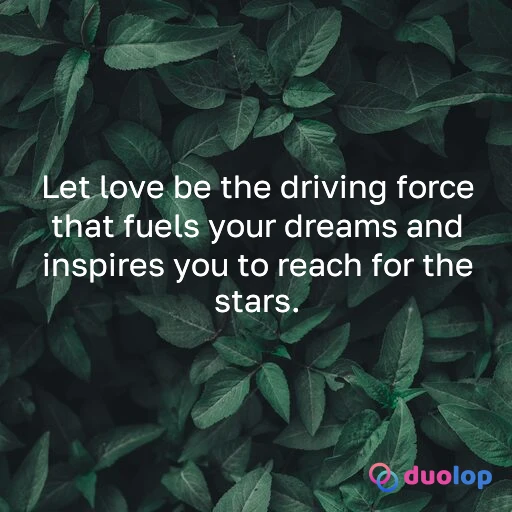 Let love be the driving force
that fuels your dreams and
inspires you to reach for the
stars.
duolop